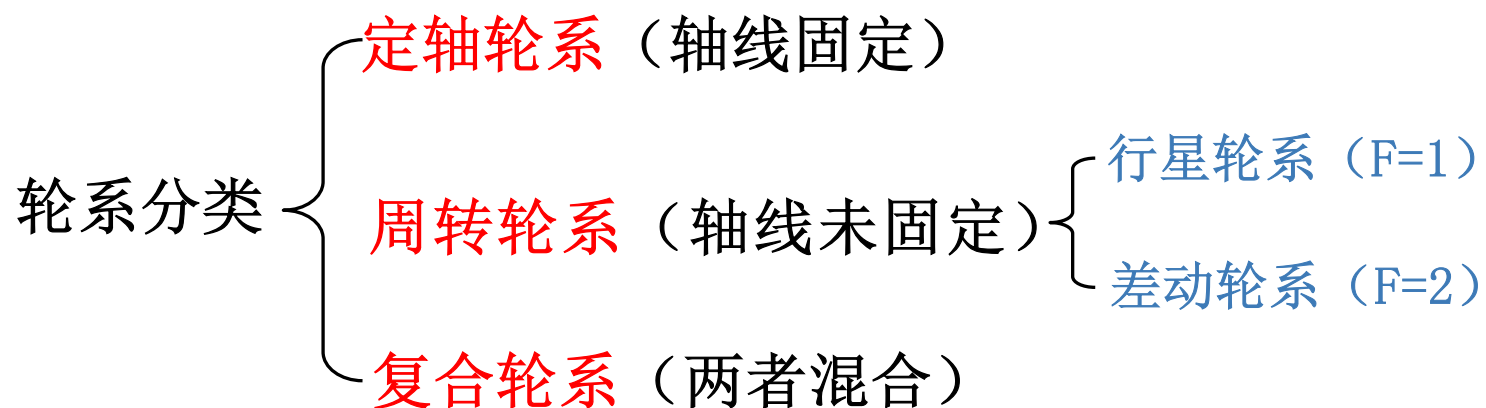 定轴轮系（轴线固定）
行星轮系（F=1）
轮系分类
周转轮系（轴线未固定）
差动轮系（F=2）
复合轮系（两者混合）